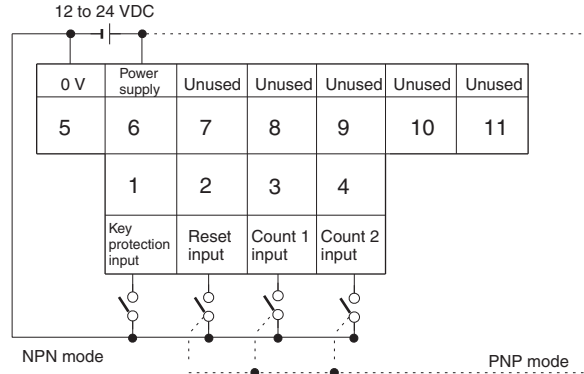 12 to 24 VDC
0 V
Power
supply
Unused
Unused
Unused
Unused
Unused
5
6
7
8
9
10
11
1
2
3
4
Key
protection
input
Reset
input
Count 1
input
Count 2
input
NPN mode
PNP mode